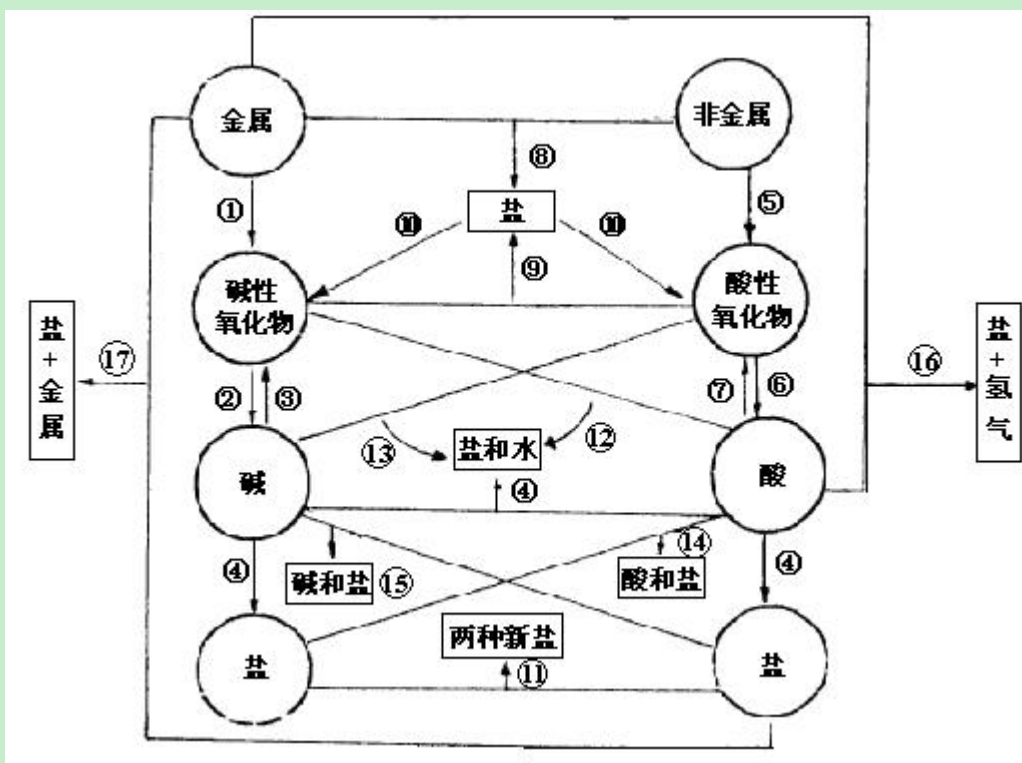 金属
非金属
⑧
盐
①
⑤
⑩
⑩
⑨
碱性
氧化物
酸性
氧化物
盐+金属
⑰
⑯
盐+氢气
②
③
⑦
⑥
⑬
盐和水
⑫
碱
④
酸
④
碱和盐
⑮
⑭
酸和盐
④
两种新盐
⑪
盐
盐